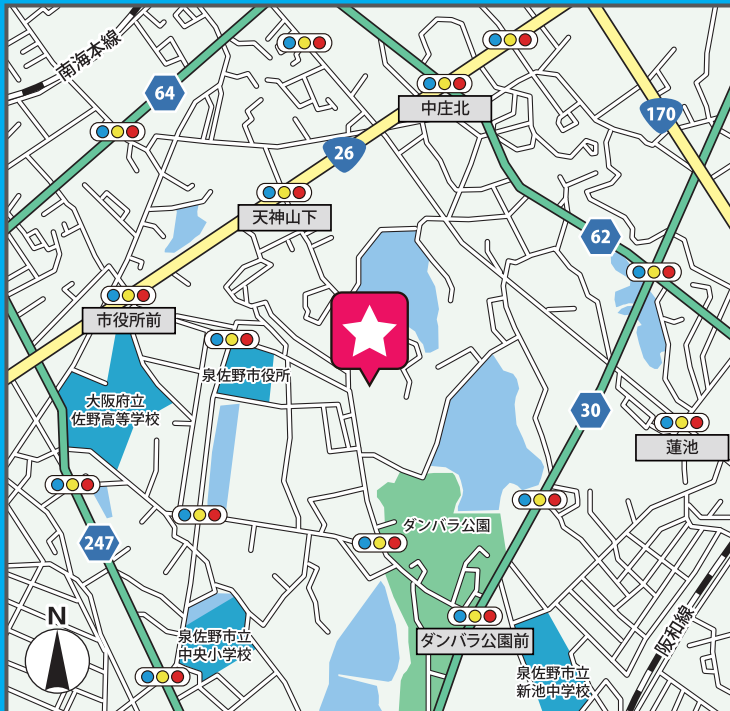 南海本線
64
中庄北
170
26
天神山下
62
市役所前
泉佐野市役所
大阪府立
佐野高等学校
30
蓮池
ダンバラ公園
247
N
泉佐野市立
中央小学校
ダンバラ公園前
阪和線
泉佐野市立
新池中学校